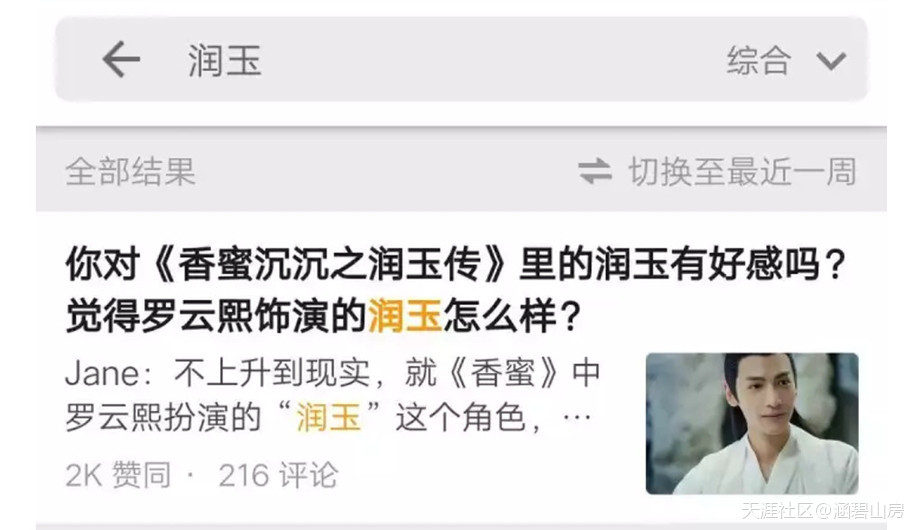 润玉 综合
全部结果 切换至最近一周
你对《香蜜沉沉之润玉传》里的润玉有好感吗?
觉得罗云熙饰演的润玉怎么样?
Jane：不上升到现实，就《香蜜》中
罗云熙扮演的“润玉”这个角色，…
2K 赞同 · 216 评论
天涯社区@涵碧山房